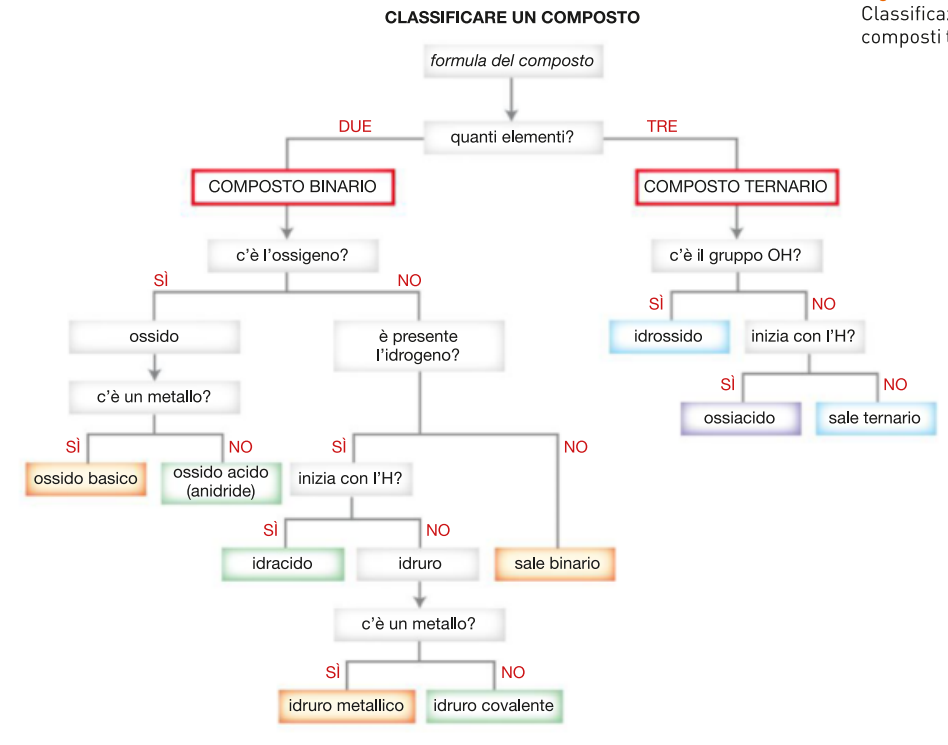 CLASSIFICARE UN COMPOSTO
composti
formula del composto
quanti elementi?
DUE
TRE
COMPOSTO BINARIO
COMPOSTO TERNARIO
c'è l'ossigeno?
c'è il gruppo OH?
SÌ
NO
SÌ
NO
ossido
è presente
l'idrogeno?
idrossido
inizia con l'H?
c'è un metallo?
SÌ
NO
ossiacido
sale ternario
SÌ
NO
SÌ
NO
ossido basico
ossido acido
(anidride)
inizia con l'H?
SÌ
NO
idracido
idruro
sale binario
c'è un metallo?
SÌ
NO
idruro metallico
idruro covalente